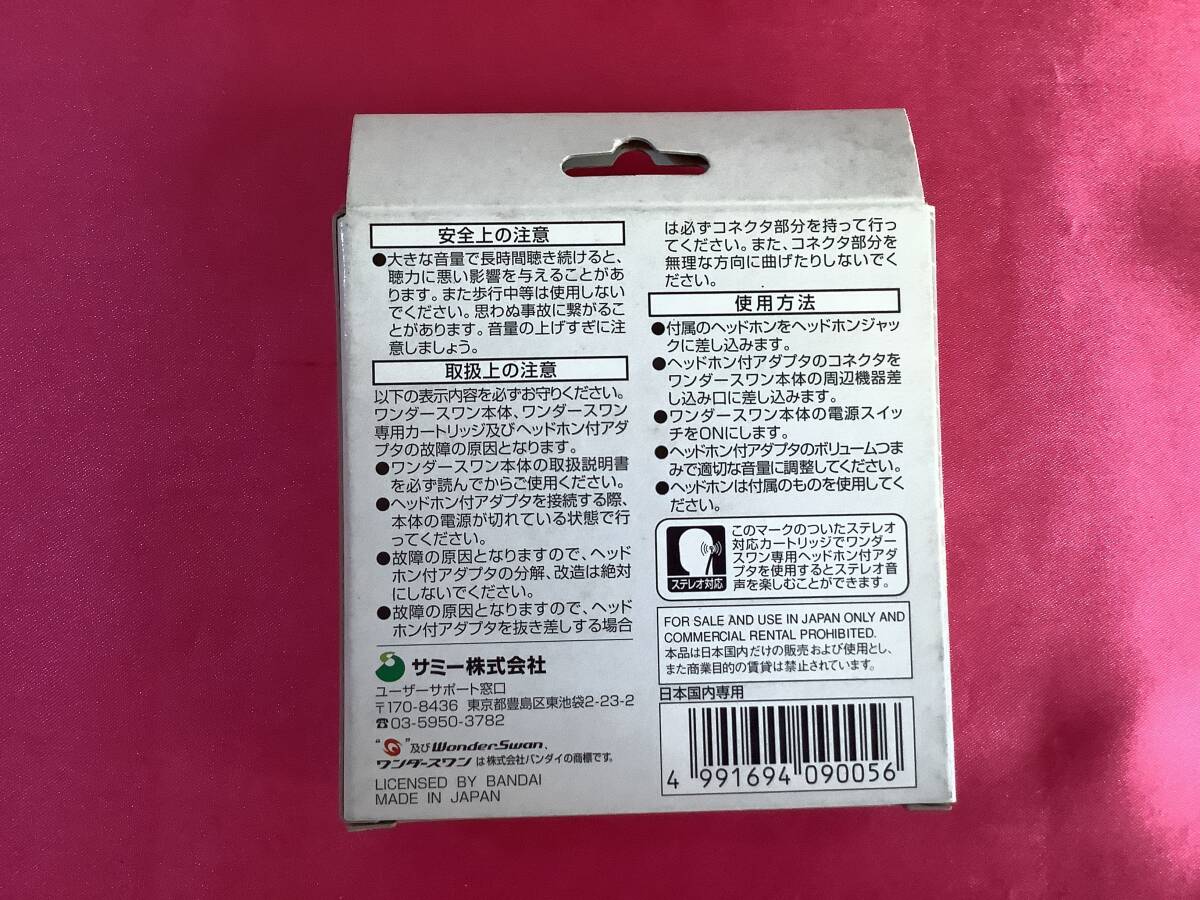 安全上の注意
●大きな音量で長時間聴き続けると、
聴力に悪い影響を与えることがあ
ります。また歩行中等は使用しない
でください。思わぬ事故に繋がるこ
とがあります。音量の上げすぎに注
意しましょう。
取扱上の注意
以下の表示内容を必ずお守りください。
ワンダースワン本体、ワンダースワン
専用カートリッジ及びヘッドホン付アダ
プタの故障の原因となります。
●ワンダースワン本体の取扱説明書
を必ず読んでからご使用ください。
●ヘッドホン付アダプタを接続する際、
本体の電源が切れている状態で行
ってください。
●故障の原因となりますので、ヘッド
ホン付アダプタの分解、改造は絶対
にしないでください。
●故障の原因となりますので、ヘッド
ホン付アダプタを抜き差しする場合
サミー株式会社
ユーザーサポート窓口
〒170-8436 東京都豊島区東池袋2-23-2
☎03-5950-3782
“ ”及びWonderSwan、
ワンダースワン は株式会社バンダイの商標です。
LICENSED BY BANDAI
MADE IN JAPAN
は必ずコネクタ部分を持って行っ
てください。また、コネクタ部分を
無理な方向に曲げたりしないでく
ださい。
使用方法
●付属のヘッドホンをヘッドホンジャッ
クに差し込みます。
●ヘッドホン付アダプタのコネクタを
ワンダースワン本体の周辺機器差
し込み口に差し込みます。
●ワンダースワン本体の電源スイッ
チをONにします。
●ヘッドホン付アダプタのボリュームつま
みで適切な音量に調整してください。
●ヘッドホンは付属のものを使用してく
ださい。
ステレオ対応
このマークのついたステレオ
対応カートリッジでワンダー
スワン専用ヘッドホン付アダ
プタを使用するとステレオ音
声を楽しむことができます。
FOR SALE AND USE IN JAPAN ONLY AND
COMMERCIAL RENTAL PROHIBITED.
本品は日本国内だけの販売および使用とし、
また商業目的の賃貸は禁止されています。
日本国内専用
4 991694 090056